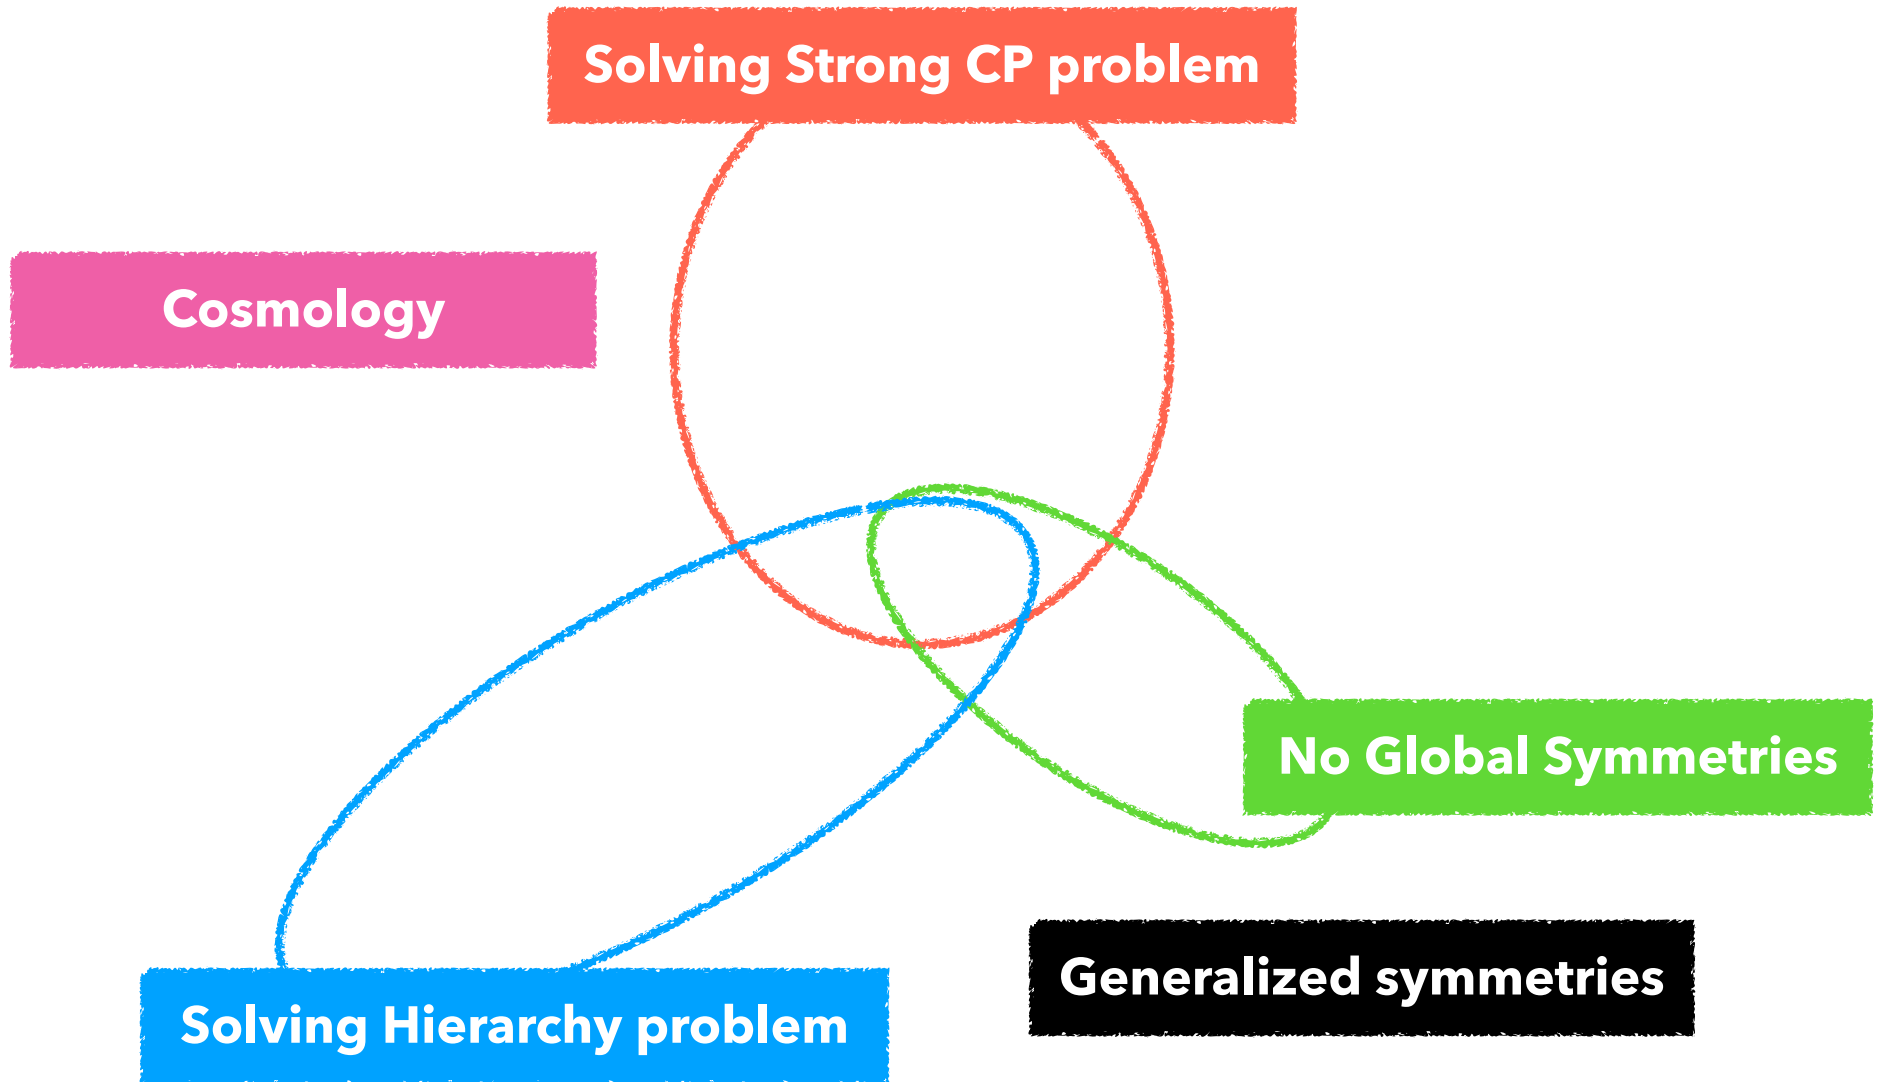 Solving Strong CP problem
Cosmology
No Global Symmetries
Generalized symmetries
Solving Hierarchy problem